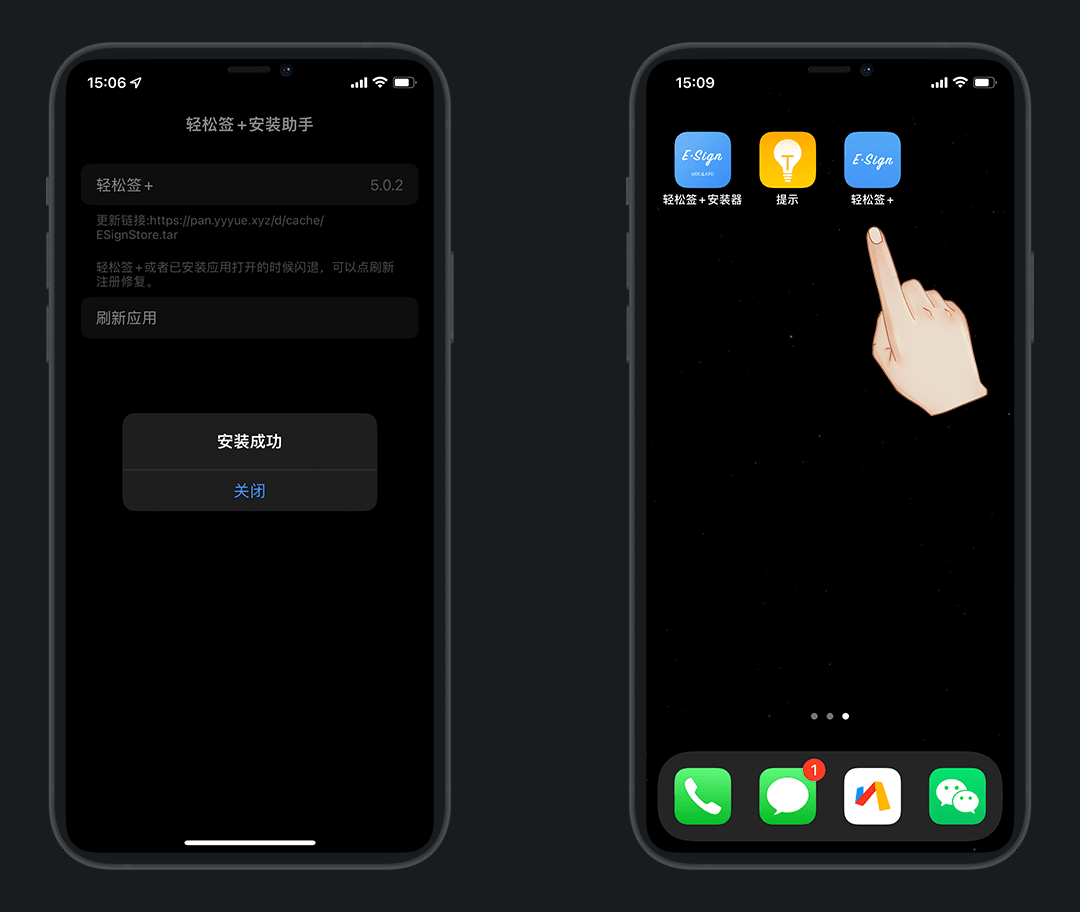 15:06
轻松签+安装助手
轻松签+ 5.0.2
更新链接:https://pan.yyyue.xyz/d/cache/
ESignStore.tar
轻松签+或者已安装应用打开的时候闪退，可以点刷新
注册修复。
刷新应用
安装成功
关闭
15:09
E·Sign
E·Sign
轻松签+安装器
提示
轻松签+
1